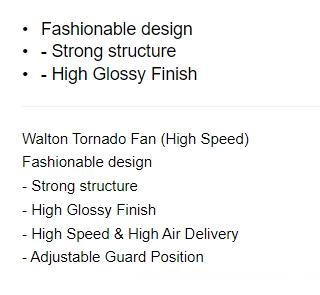 • Fashionable design
• - Strong structure
• - High Glossy Finish
Walton Tornado Fan (High Speed)
Fashionable design
- Strong structure
- High Glossy Finish
- High Speed & High Air Delivery
- Adjustable Guard Position